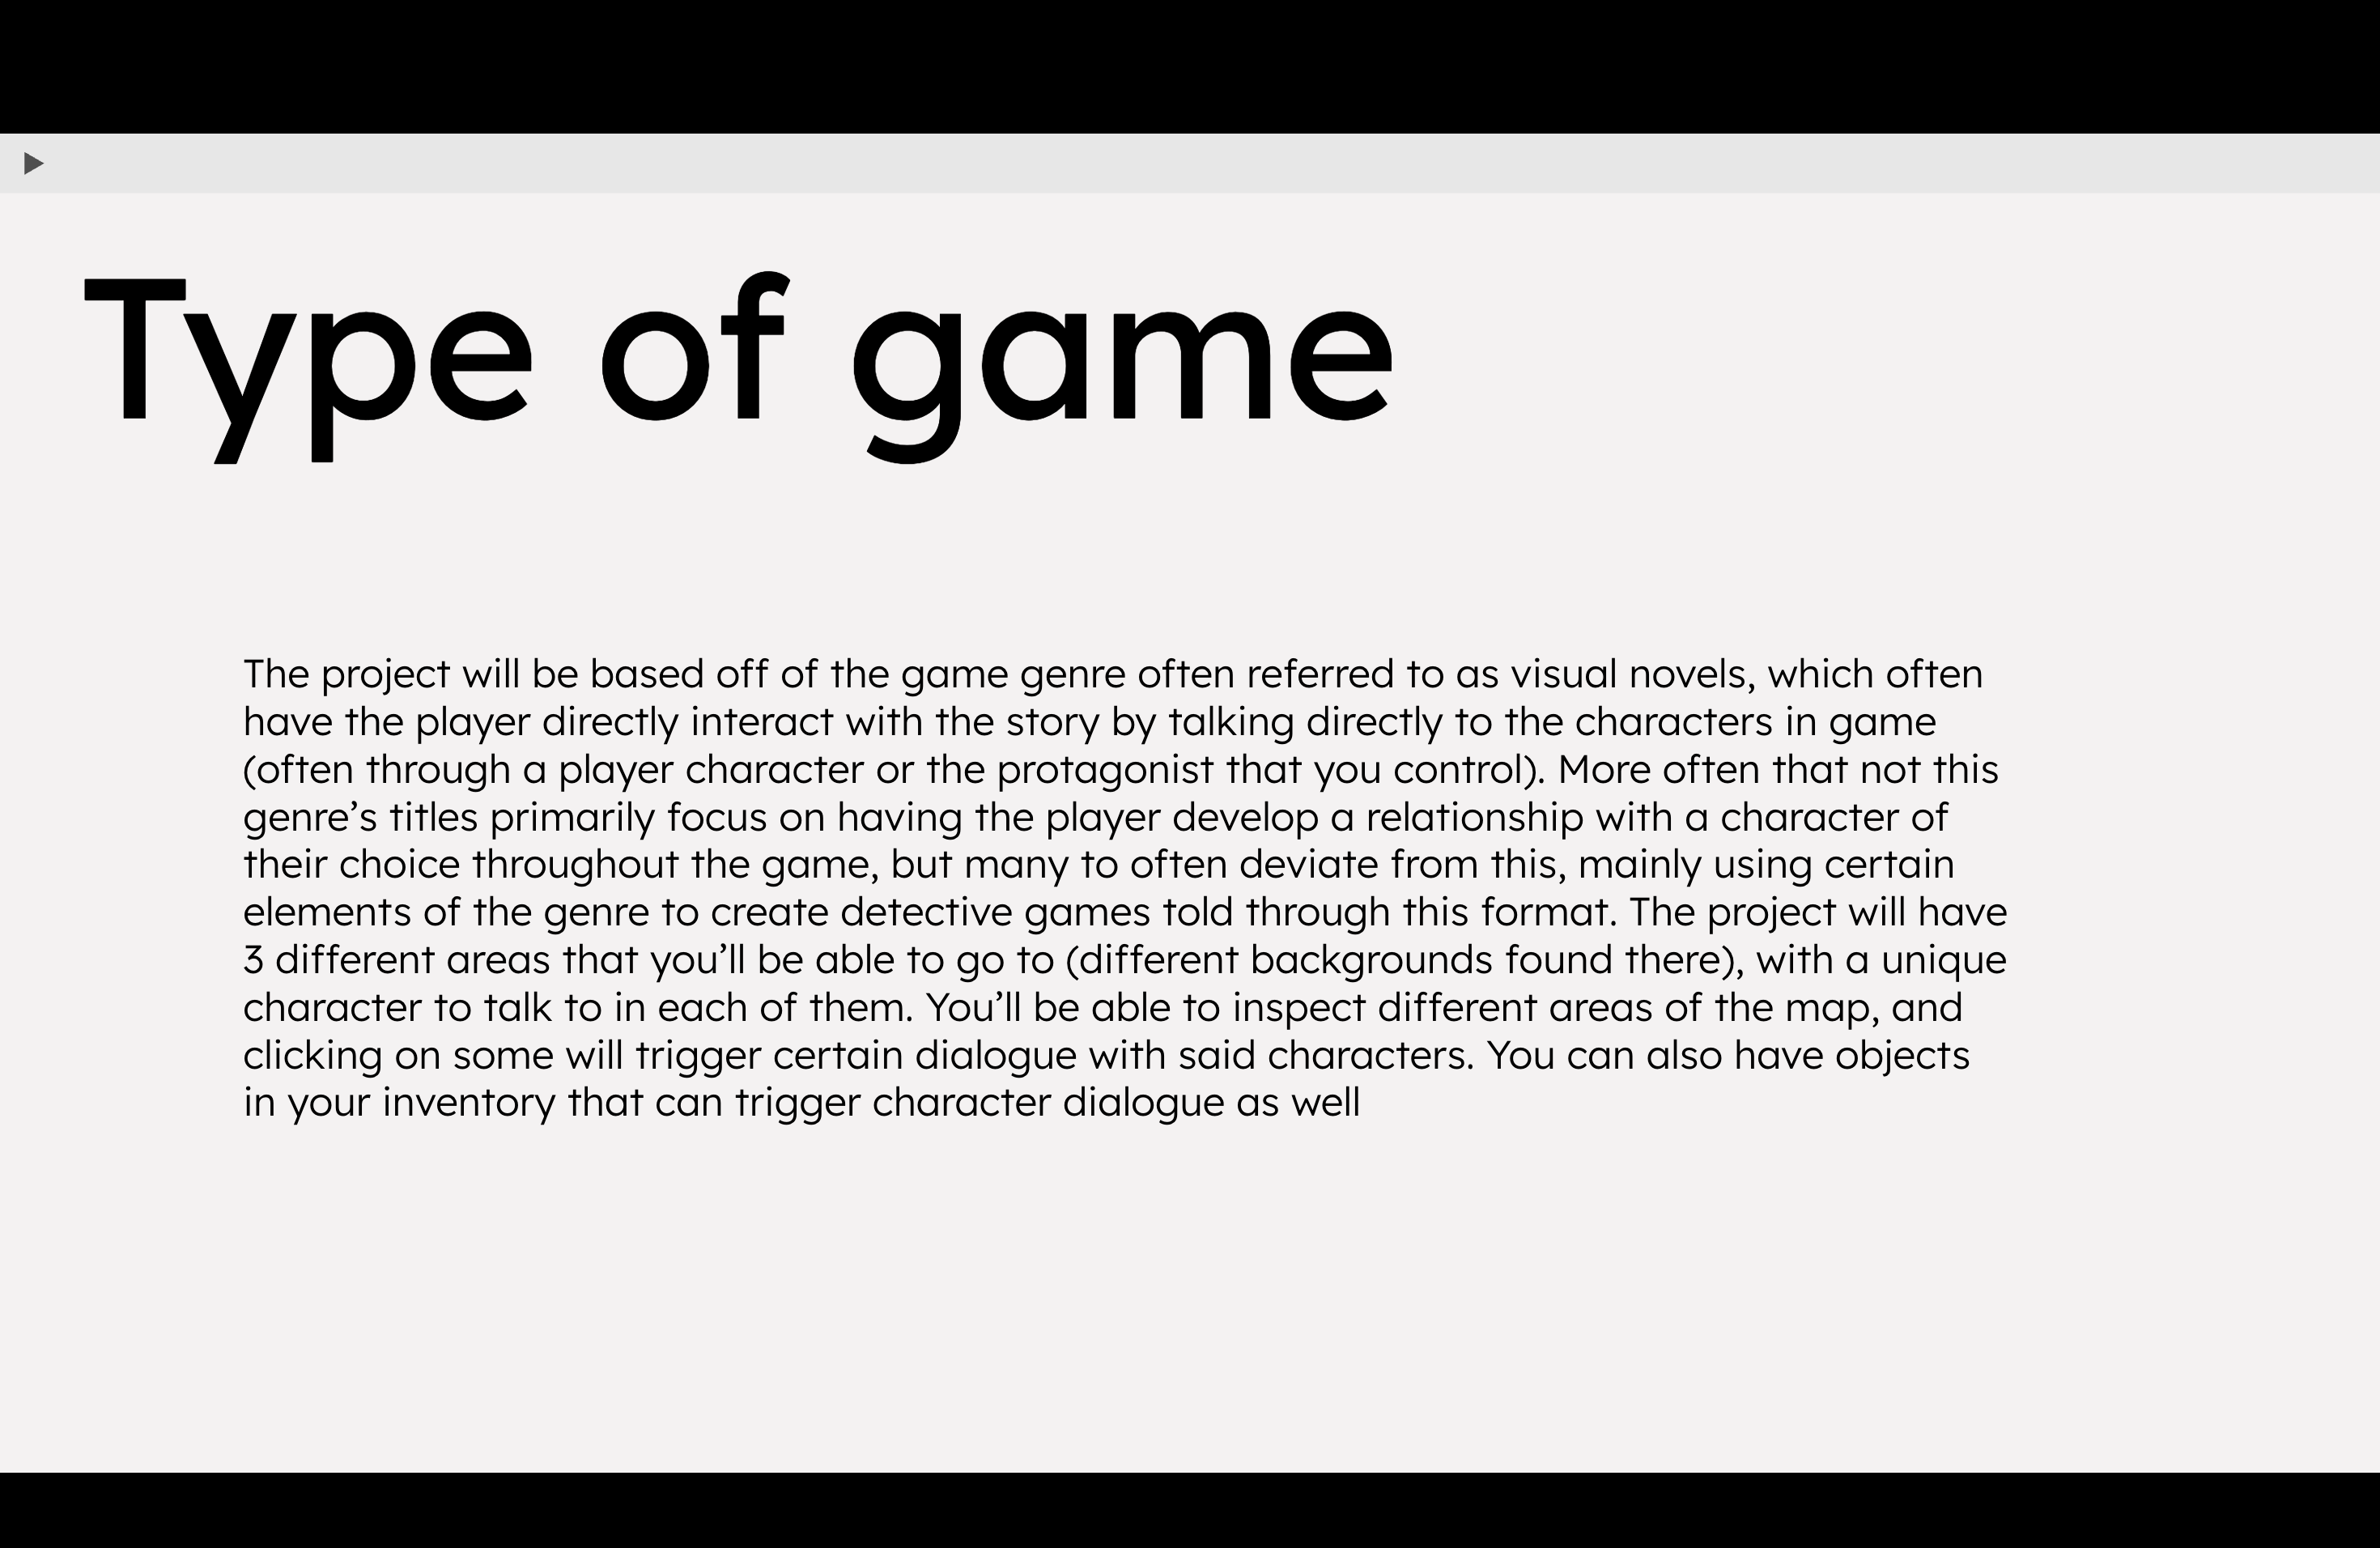 Type of game
The project will be based off of the game genre often referred to as visual novels, which often
have the player directly interact with the story by talking directly to the characters in game
(often through a player character or the protagonist that you control). More often that not this
genre’s titles primarily focus on having the player develop a relationship with a character of
their choice throughout the game, but many to often deviate from this, mainly using certain
elements of the genre to create detective games told through this format. The project will have
3 different areas that you’ll be able to go to (different backgrounds found there), with a unique
character to talk to in each of them. You’ll be able to inspect different areas of the map, and
clicking on some will trigger certain dialogue with said characters. You can also have objects
in your inventory that can trigger character dialogue as well